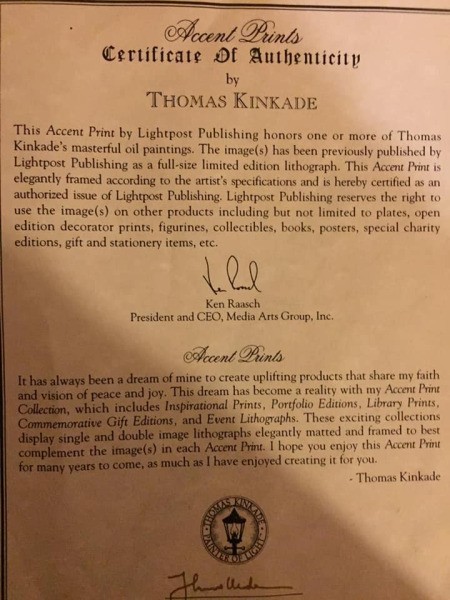 Accent Prints
Certificate Of Authenticity
by
THOMAS KINKADE
This Accent Print by Lightpost Publishing honors one or more of Thomas
Kinkade's masterful oil paintings. The image(s) has been previously published by
Lightpost Publishing as a full-size limited edition lithograph. This Accent Print is
elegantly framed according to the artist's specifications and is hereby certified as an
authorized issue of Lightpost Publishing. Lightpost Publishing reserves the right to
use the image(s) on other products including but not limited to plates, open
edition decorator prints, figurines, collectibles, books, posters, special charity
editions, gift and stationery items, etc.
Ken Raasch
President and CEO, Media Arts Group, Inc.
Accent Prints
It has always been a dream of mine to create uplifting products that share my faith
and vision of peace and joy. This dream has become a reality with my Accent Print
Collection, which includes Inspirational Prints, Portfolio Editions, Library Prints,
Commemorative Gift Editions, and Event Lithographs. These exciting collections
display single and double image lithographs elegantly matted and framed to best
complement the image(s) in each Accent Print. I hope you enjoy this Accent Print
for many years to come, as much as I have enjoyed creating it for you.
- Thomas Kinkade
THOMAS KINKADE
PAINTER OF LIGHT